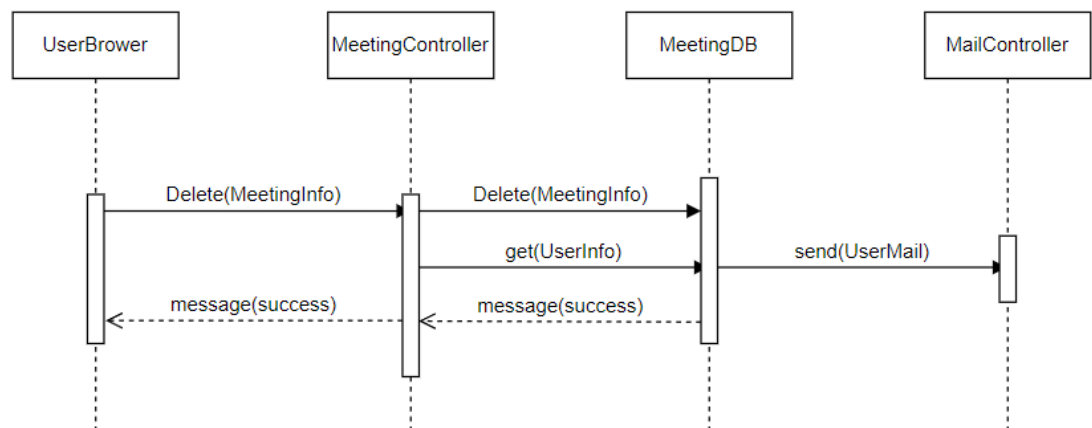 UserBrower
MeetingController
MeetingDB
MailController
Delete(MeetingInfo)
Delete(MeetingInfo)
get(UserInfo)
send(UserMail)
message(success)
message(success)